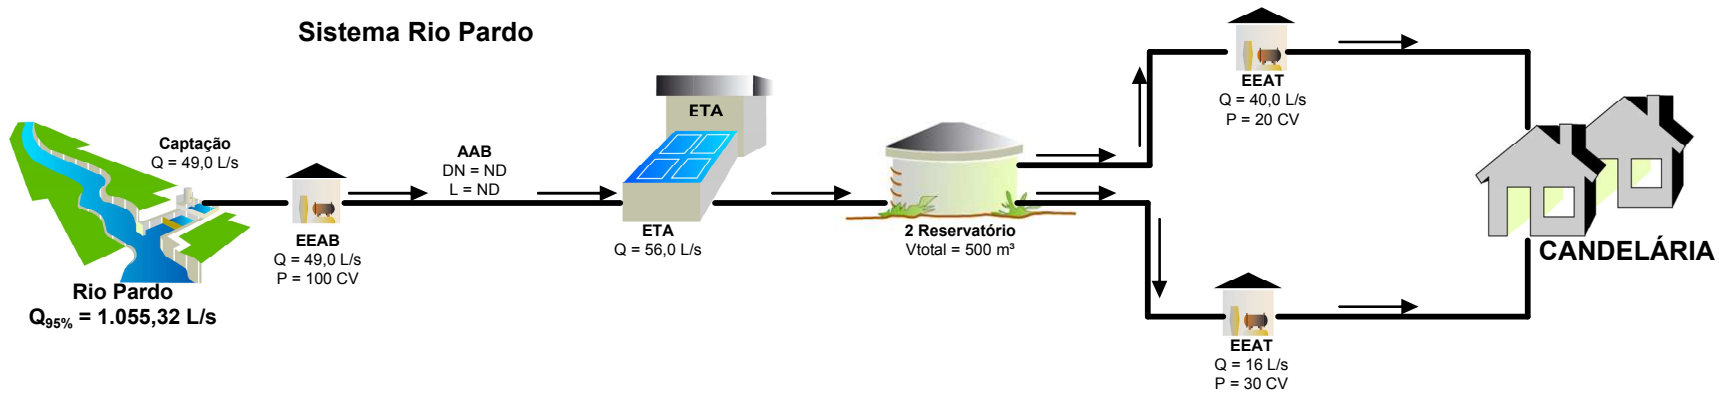 Sistema Rio Pardo
Captação
Q = 49,0 L/s
EEAB
Q = 49,0 L/s
P = 100 CV
Rio Pardo
Q95% = 1.055,32 L/s
AAB
DN = ND
L = ND
ETA
ETA
Q = 56,0 L/s
2 Reservatório
Vtotal = 500 m³
EEAT
Q = 40,0 L/s
P = 20 CV
EEAT
Q = 16 L/s
P = 30 CV
CANDELÁRIA